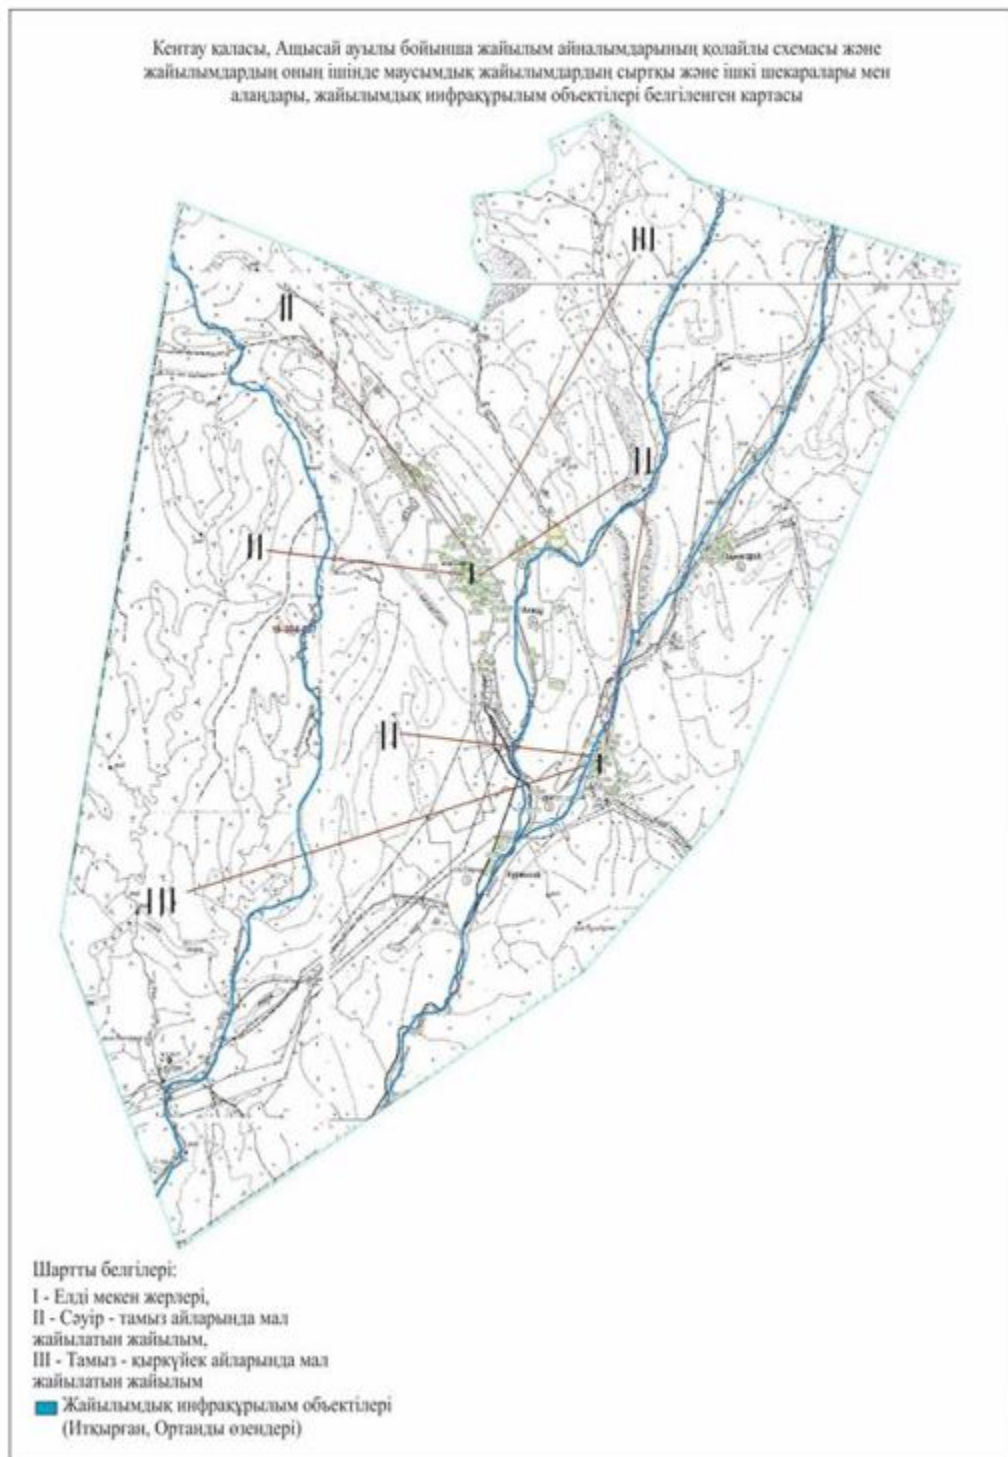 Кентау қаласы, Ащысай ауылы бойынша жайылым айналымдарының қолайлы схемасы және
жайылымдардың оның ішінде маусымдық жайылымдардың сыртқы және ішкі шекаралары мен
алаңдары, жайылымдық инфрақұрылым объектілері белгіленген картасы
III
II
II
II
I
II
I
III
Шартты белгілері:
I - Елді мекен жерлері,
II - Сәуір - тамыз айларында мал
жайылатын жайылым,
III - Тамыз - қыркүйек айларында мал
жайылатын жайылым
Жайылымдық инфрақұрылым объектілері
(Итқырған, Ортанды өзендері)